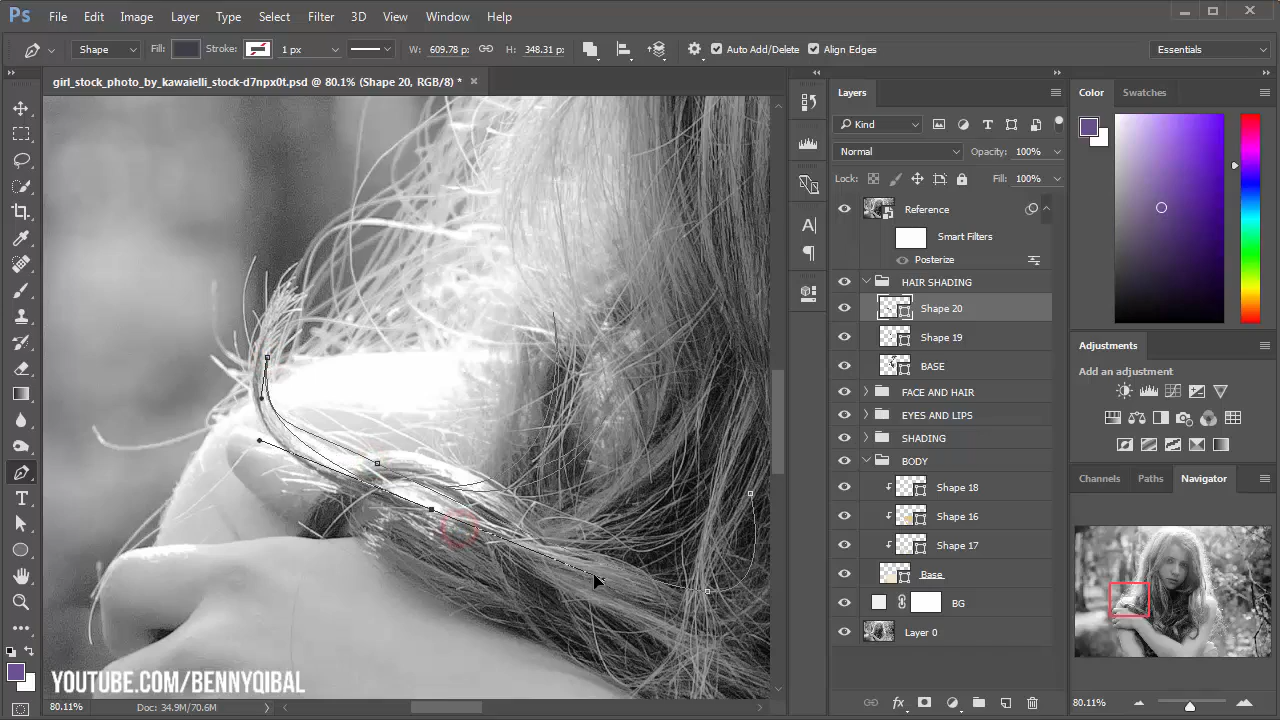 Ps File Edit Image Layer Type Select Filter 3D View Window Help
Shape Fill: Stroke: 1 px W: 609.78 p: H: 348.31 p: Auto Add/Delete Align Edges Essentials
girl_stock_photo_by_kawaielli_stock-d7npx0t.psd @ 80.1% (Shape 20, RGB/8) *
Layers
Kind
Normal Opacity: 100%
Lock: Fill: 100%
Reference
Smart Filters
Posterize
HAIR SHADING
Shape 20
Shape 19
BASE
FACE AND HAIR
EYES AND LIPS
SHADING
BODY
Shape 18
Shape 16
Shape 17
Base
BG
Layer 0
Color Swatches
Adjustments
Add an adjustment
Channels Paths Navigator
80.11%
YOUTUBE.COM/BENNYQIBAL
80.11% Doc: 34.9M/70.6M